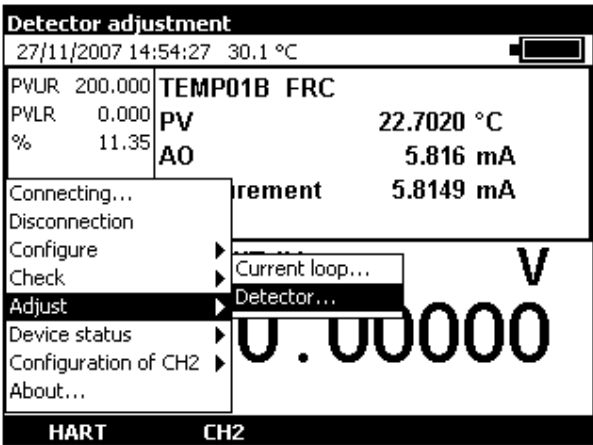 Detector adjustment
27/11/2007 14:54:27 30.1 °C
PVUR 200.000
PVLR 0.000
% 11.35
TEMP01B FRC
PV 22.7020 °C
AO 5.816 mA
5.8149 mA
Connecting...
Disconnection
Configure
Check
Adjust
Device status
Configuration of CH2
About...
Current loop...
Detector...
V
0.00000
HART CH2